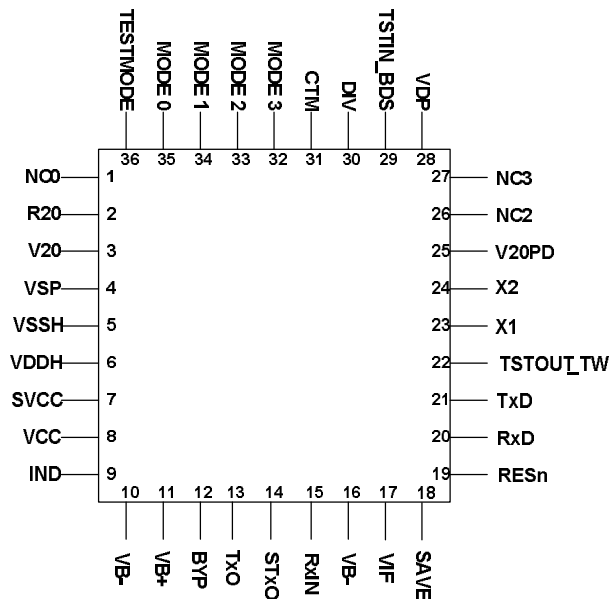 TESTMODE
MODE 0
MODE 1
MODE 2
MODE 3
CTM
DIV
TSTIN_BDS
VDP
36 35 34 33 32 31 30 29 28
NC0 1
R20 2
V20 3
VSP 4
VSSH 5
VDDH 6
SVCC 7
VCC 8
IND 9
27 NC3
26 NC2
25 V20PD
24 X2
23 X1
22 TSTOUT_TW
21 TxD
20 RxD
19 RESn
10 11 12 13 14 15 16 17 18
VB-
VB+
BYP
TxO
STxO
RxIN
VB-
VIF
SAVE